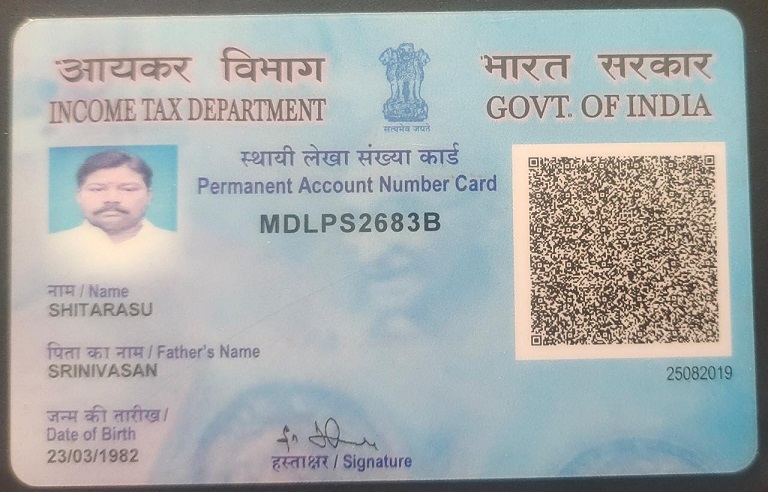 आयकर विभाग
INCOME TAX DEPARTMENT
सत्यमेव जयते
भारत सरकार
GOVT. OF INDIA
स्थायी लेखा संख्या कार्ड
Permanent Account Number Card
MDLPS2683B
नाम / Name
SHITARASU
पिता का नाम / Father's Name
SRINIVASAN
25082019
जन्म की तारीख /
Date of Birth
23/03/1982
हस्ताक्षर / Signature